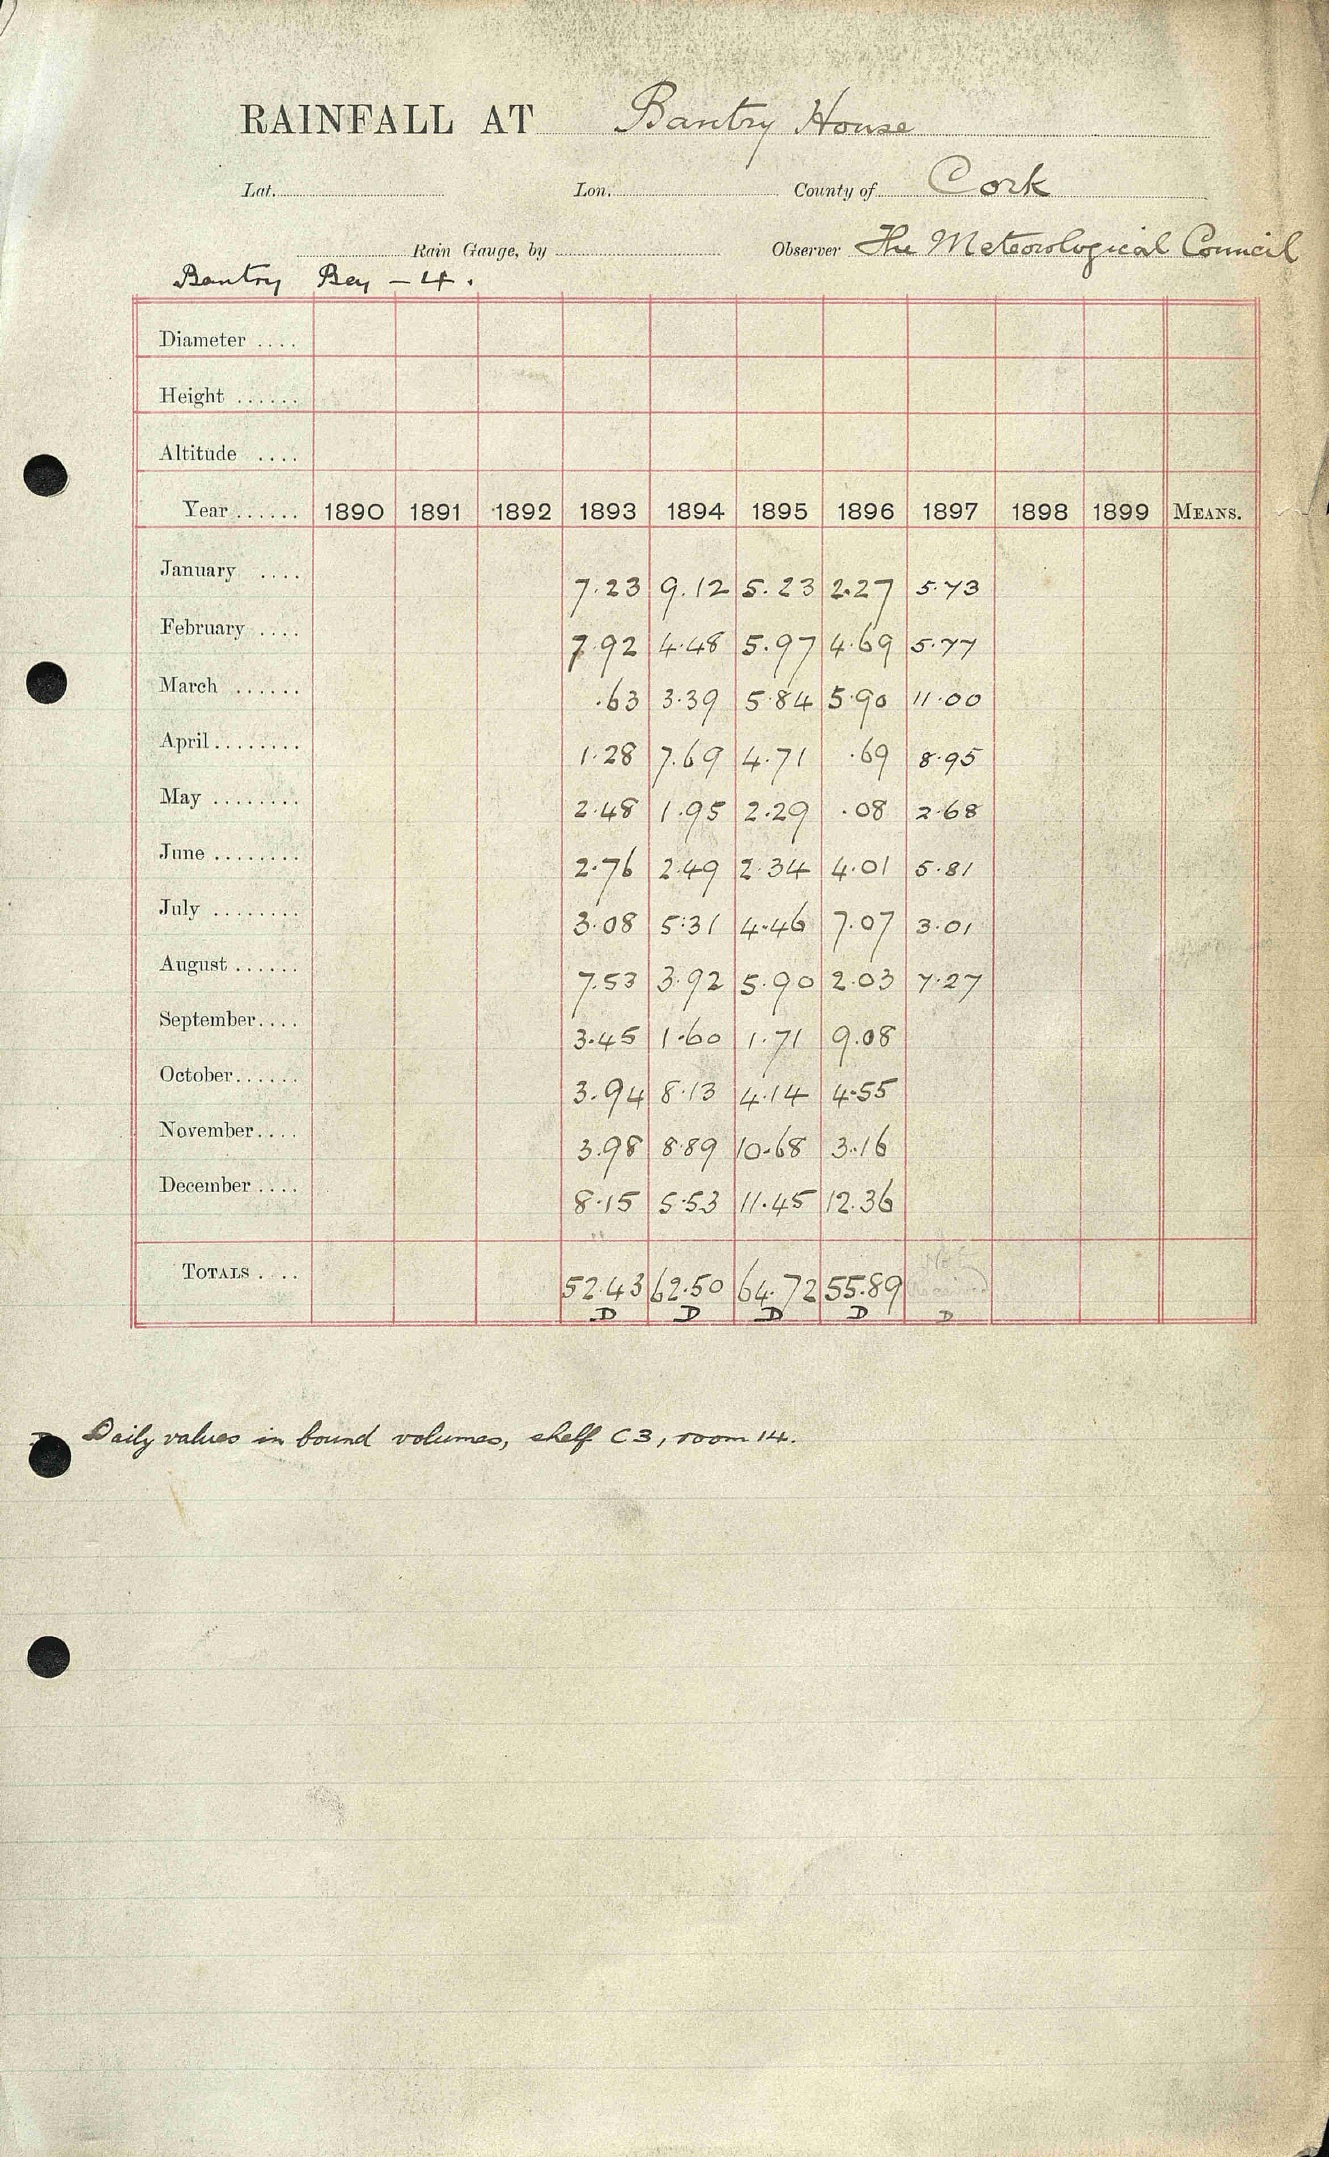 RAINFALL AT Bantry House
Lat. Lon. County of Cork
Rain Gauge, by Observer The Meteorological Council
Bantry Bay – 4.
Diameter ....
Height ......
Altitude ....
Year ...... 1890 1891 1892 1893 1894 1895 1896 1897 1898 1899 MEANS.
January .... 7.23 9.12 5.23 2.27 5.73
February .... 7.92 4.48 5.97 4.69 5.77
March ...... .63 3.39 5.84 5.90 11.00
April ........ 1.28 7.69 4.71 .69 8.95
May ........ 2.48 1.95 2.29 .08 2.68
June ........ 2.76 2.49 2.34 4.01 5.81
July ........ 3.08 5.31 4.46 7.07 3.01
August ...... 7.53 3.92 5.90 2.03 7.27
September.... 3.45 1.60 1.71 9.08
October...... 3.94 8.13 4.14 4.55
November.... 3.98 8.89 10.68 3.16
December .... 8.15 5.53 11.45 12.36
TOTALS .... 52.43 62.50 64.72 55.89
D D D D D
Daily values in bound volumes, shelf C3, room 14.